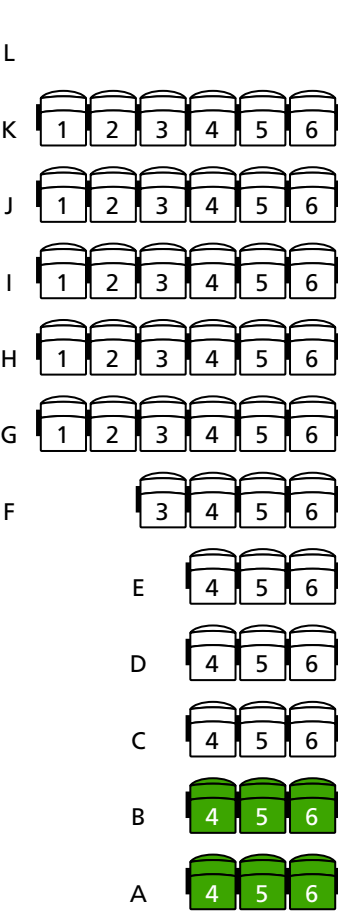 L
K 1 2 3 4 5 6
J 1 2 3 4 5 6
I 1 2 3 4 5 6
H 1 2 3 4 5 6
G 1 2 3 4 5 6
F 3 4 5 6
E 4 5 6
D 4 5 6
C 4 5 6
B 4 5 6
A 4 5 6